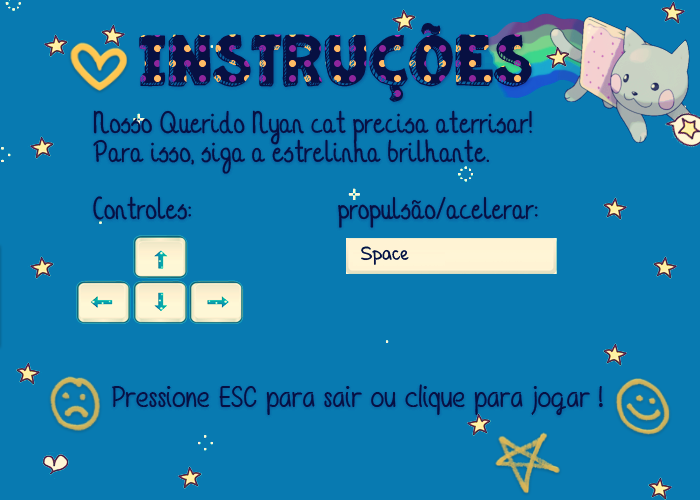 INSTRUÇÕES
Nosso Querido Nyan cat precisa aterrisar!
Para isso, siga a estrelinha brilhante.
Controles:
propulsão/acelerar:
Space
Pressione ESC para sair ou clique para jogar !